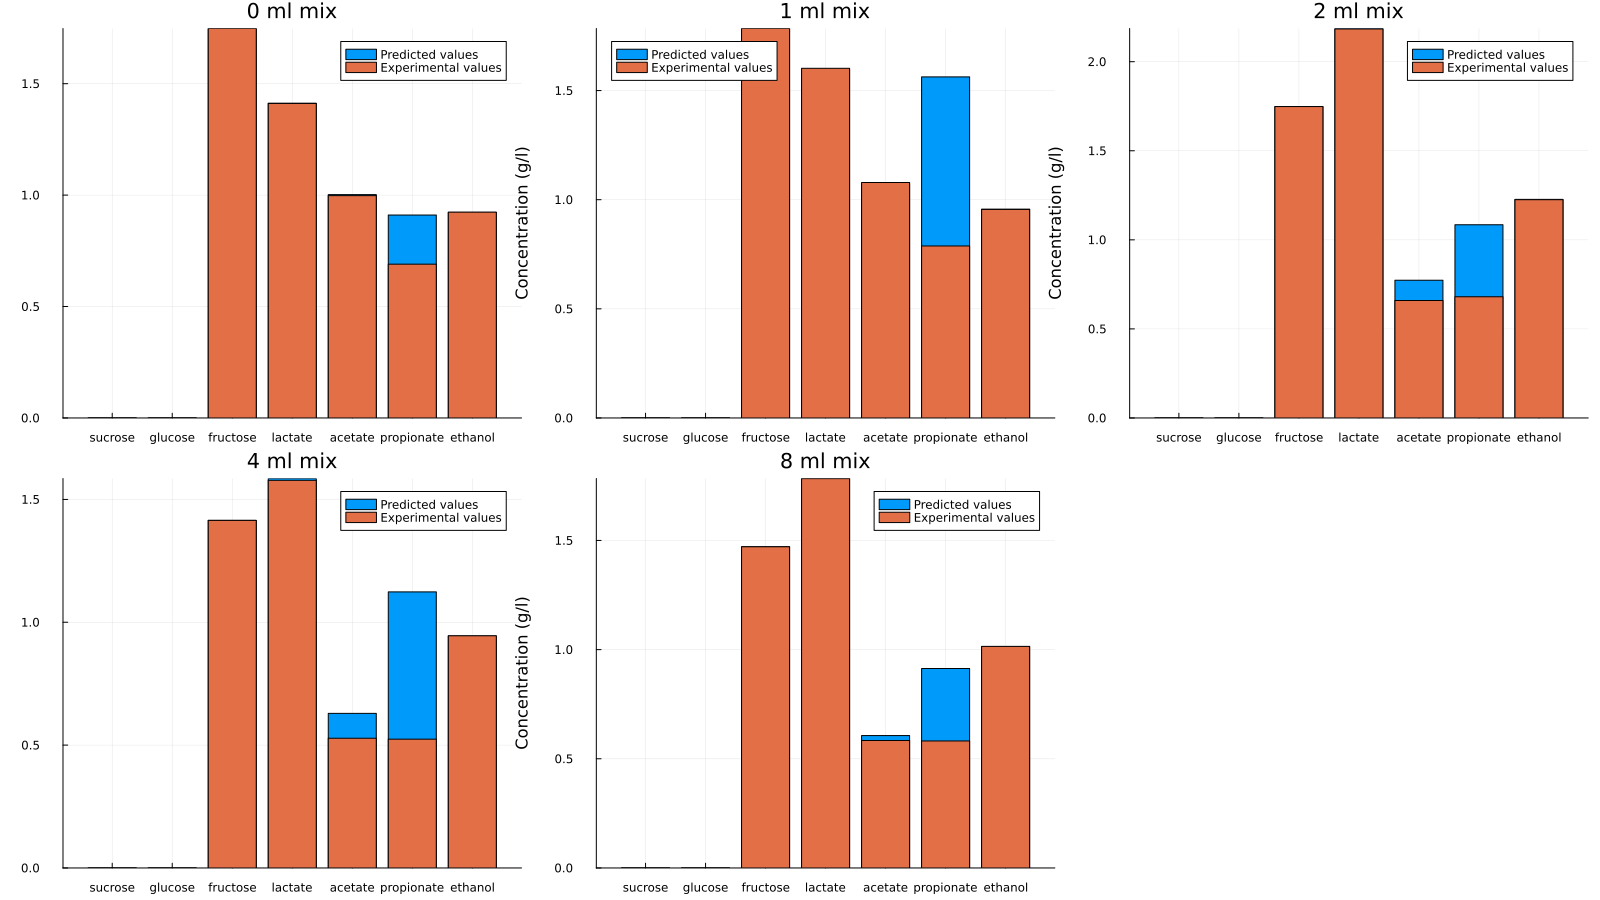 0 ml mix
1.5
1.0
0.5
0.0
Predicted values
Experimental values
sucrose glucose fructose lactate acetate propionate ethanol
1 ml mix
Concentration (g/l)
1.5
1.0
0.5
0.0
Predicted values
Experimental values
sucrose glucose fructose lactate acetate propionate ethanol
2 ml mix
Concentration (g/l)
2.0
1.5
1.0
0.5
0.0
Predicted values
Experimental values
sucrose glucose fructose lactate acetate propionate ethanol
4 ml mix
1.5
1.0
0.5
0.0
Predicted values
Experimental values
sucrose glucose fructose lactate acetate propionate ethanol
8 ml mix
Concentration (g/l)
1.5
1.0
0.5
0.0
Predicted values
Experimental values
sucrose glucose fructose lactate acetate propionate ethanol